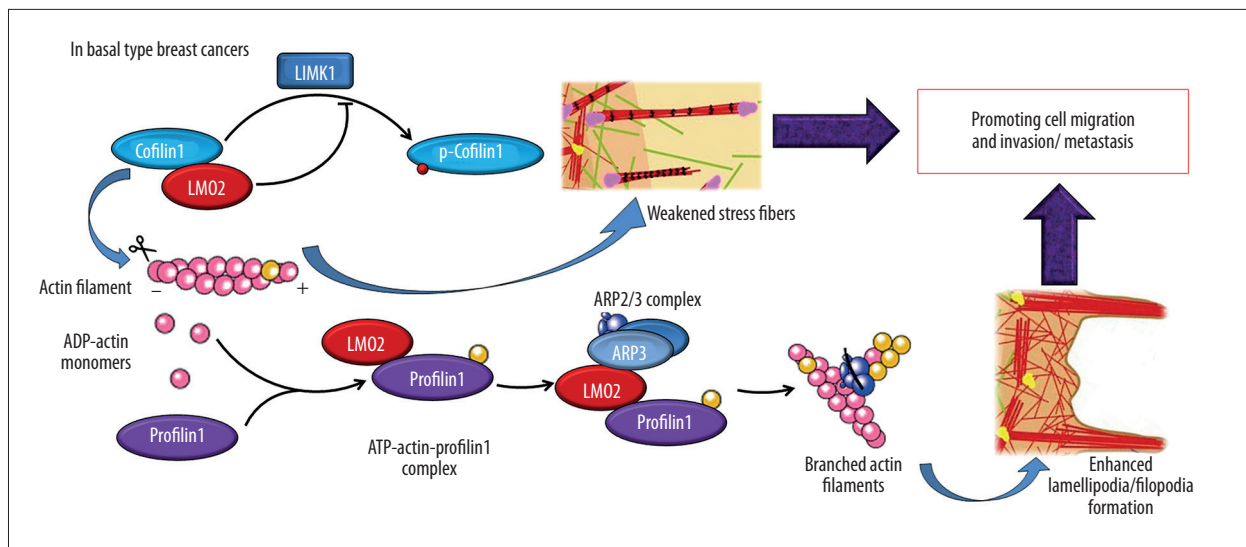 In basal type breast cancers
LIMK1
Cofilin1
LMO2
p-Cofilin1
Promoting cell migration
and invasion/ metastasis
Weakened stress fibers
Actin filament
–
+
ADP-actin
monomers
Profilin1
LMO2
Profilin1
ATP-actin-profilin1
complex
ARP2/3 complex
ARP3
LMO2
Profilin1
Branched actin
filaments
Enhanced
lamellipodia/filopodia
formation